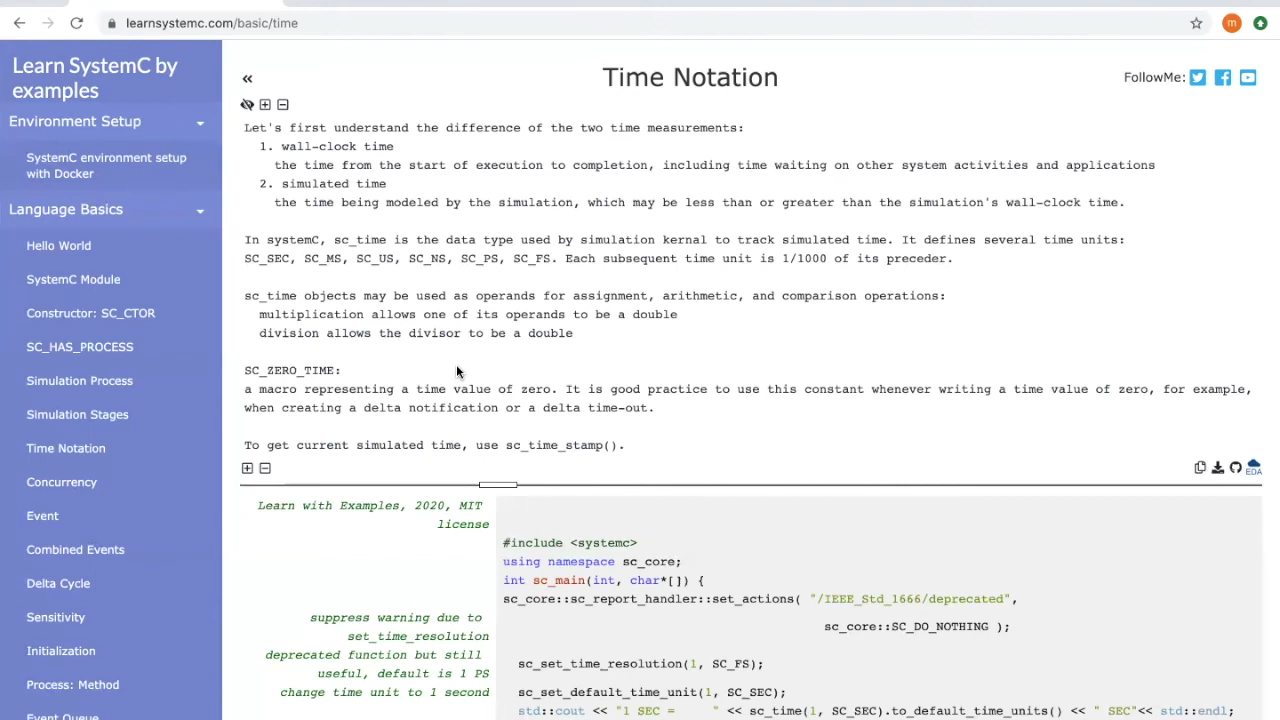 learnsystemc.com/basic/time
m
Learn SystemC by
examples
Environment Setup
SystemC environment setup
with Docker
Language Basics
Hello World
SystemC Module
Constructor: SC_CTOR
SC_HAS_PROCESS
Simulation Process
Simulation Stages
Time Notation
Concurrency
Event
Combined Events
Delta Cycle
Sensitivity
Initialization
Process: Method
Event Queue
«
Time Notation
FollowMe:
Let's first understand the difference of the two time measurements:
1. wall-clock time
the time from the start of execution to completion, including time waiting on other system activities and applications
2. simulated time
the time being modeled by the simulation, which may be less than or greater than the simulation's wall-clock time.
In systemC, sc_time is the data type used by simulation kernal to track simulated time. It defines several time units:
SC_SEC, SC_MS, SC_US, SC_NS, SC_PS, SC_FS. Each subsequent time unit is 1/1000 of its preceder.
sc_time objects may be used as operands for assignment, arithmetic, and comparison operations:
multiplication allows one of its operands to be a double
division allows the divisor to be a double
SC_ZERO_TIME:
a macro representing a time value of zero. It is good practice to use this constant whenever writing a time value of zero, for example,
when creating a delta notification or a delta time-out.
To get current simulated time, use sc_time_stamp().
EDA
Learn with Examples, 2020, MIT
license
#include <systemc>
using namespace sc_core;
int sc_main(int, char*[]) {
sc_core::sc_report_handler::set_actions( "/IEEE_Std_1666/deprecated",
suppress warning due to
sc_core::SC_DO_NOTHING );
set_time_resolution
deprecated function but still
sc_set_time_resolution(1, SC_FS);
useful, default is 1 PS
change time unit to 1 second
sc_set_default_time_unit(1, SC_SEC);
std::cout << "1 SEC =     " << sc_time(1, SC_SEC).to_default_time_units() << " SEC"<< std::endl;